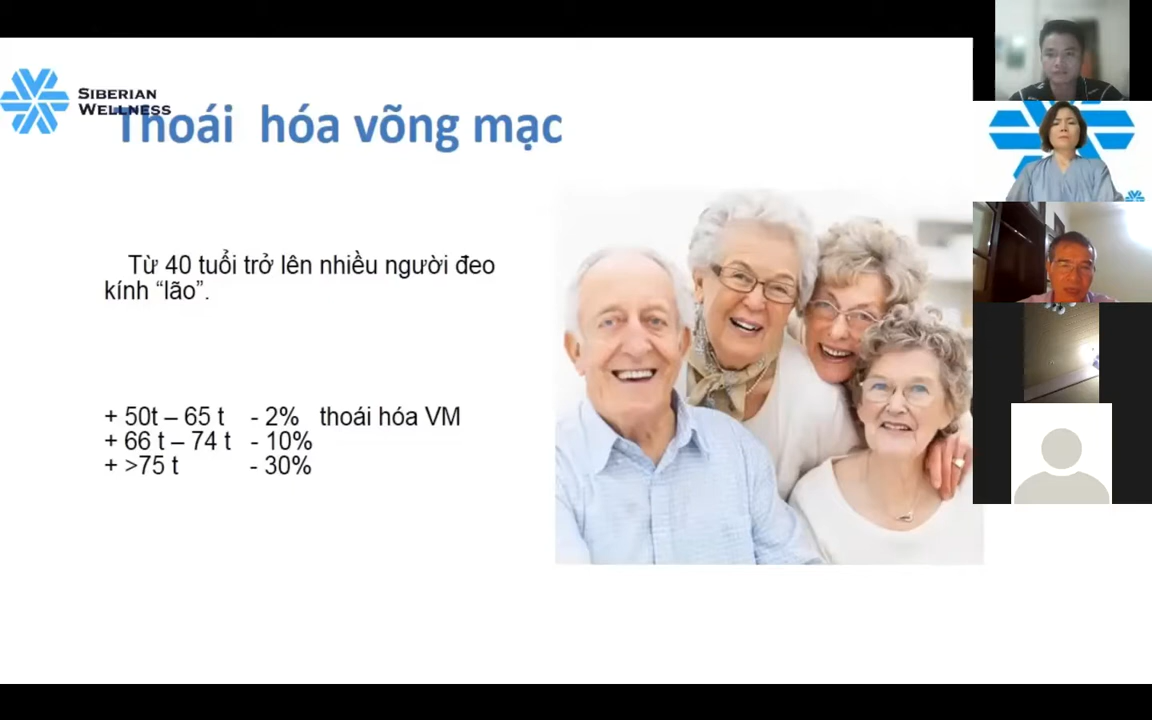 SIBERIAN
WELLNESS
Thoái hóa võng mạc
Từ 40 tuổi trở lên nhiều người đeo
kính “lão”.
+ 50t – 65 t - 2% thoái hóa VM
+ 66 t – 74 t - 10%
+ >75 t - 30%